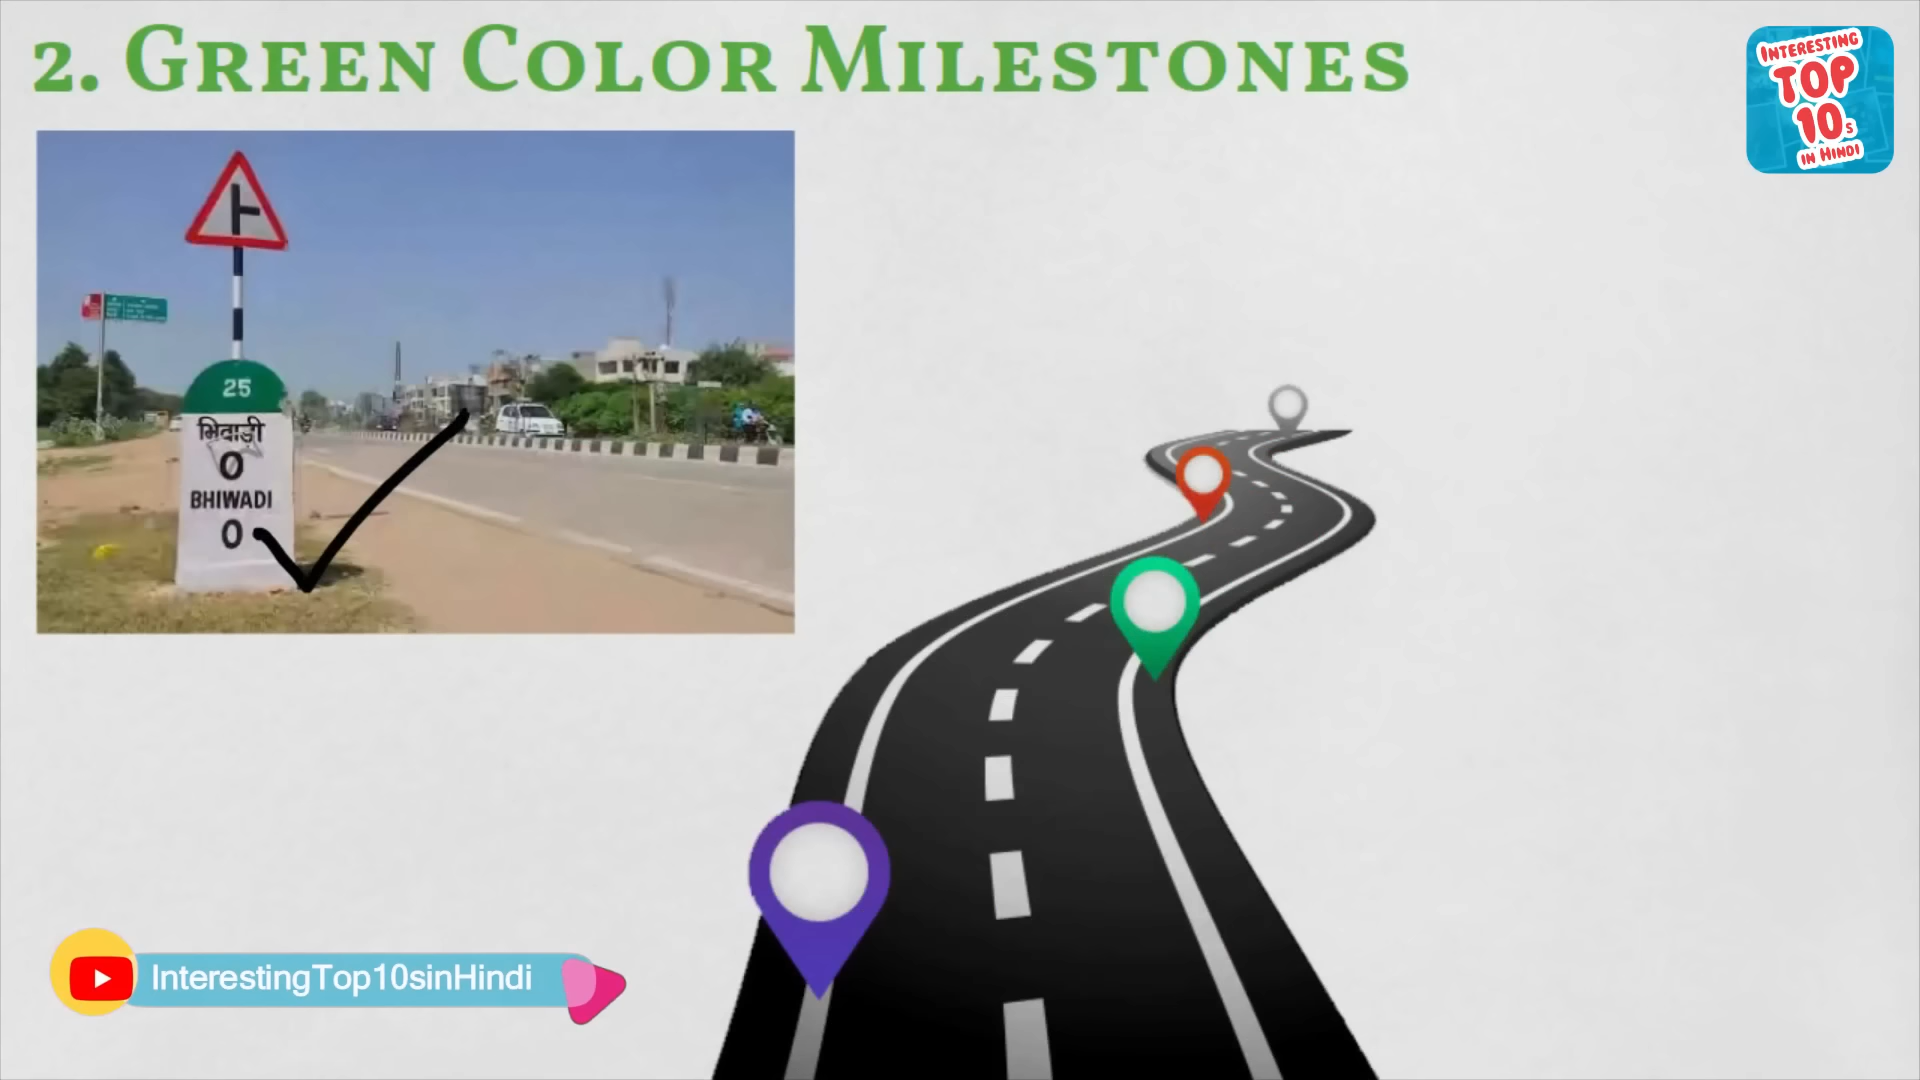 2. GREEN COLOR MILESTONES
INTERESTING
TOP
10s
IN HINDI
25
भिवाड़ी
0
BHIWADI
0
InterestingTop10sinHindi